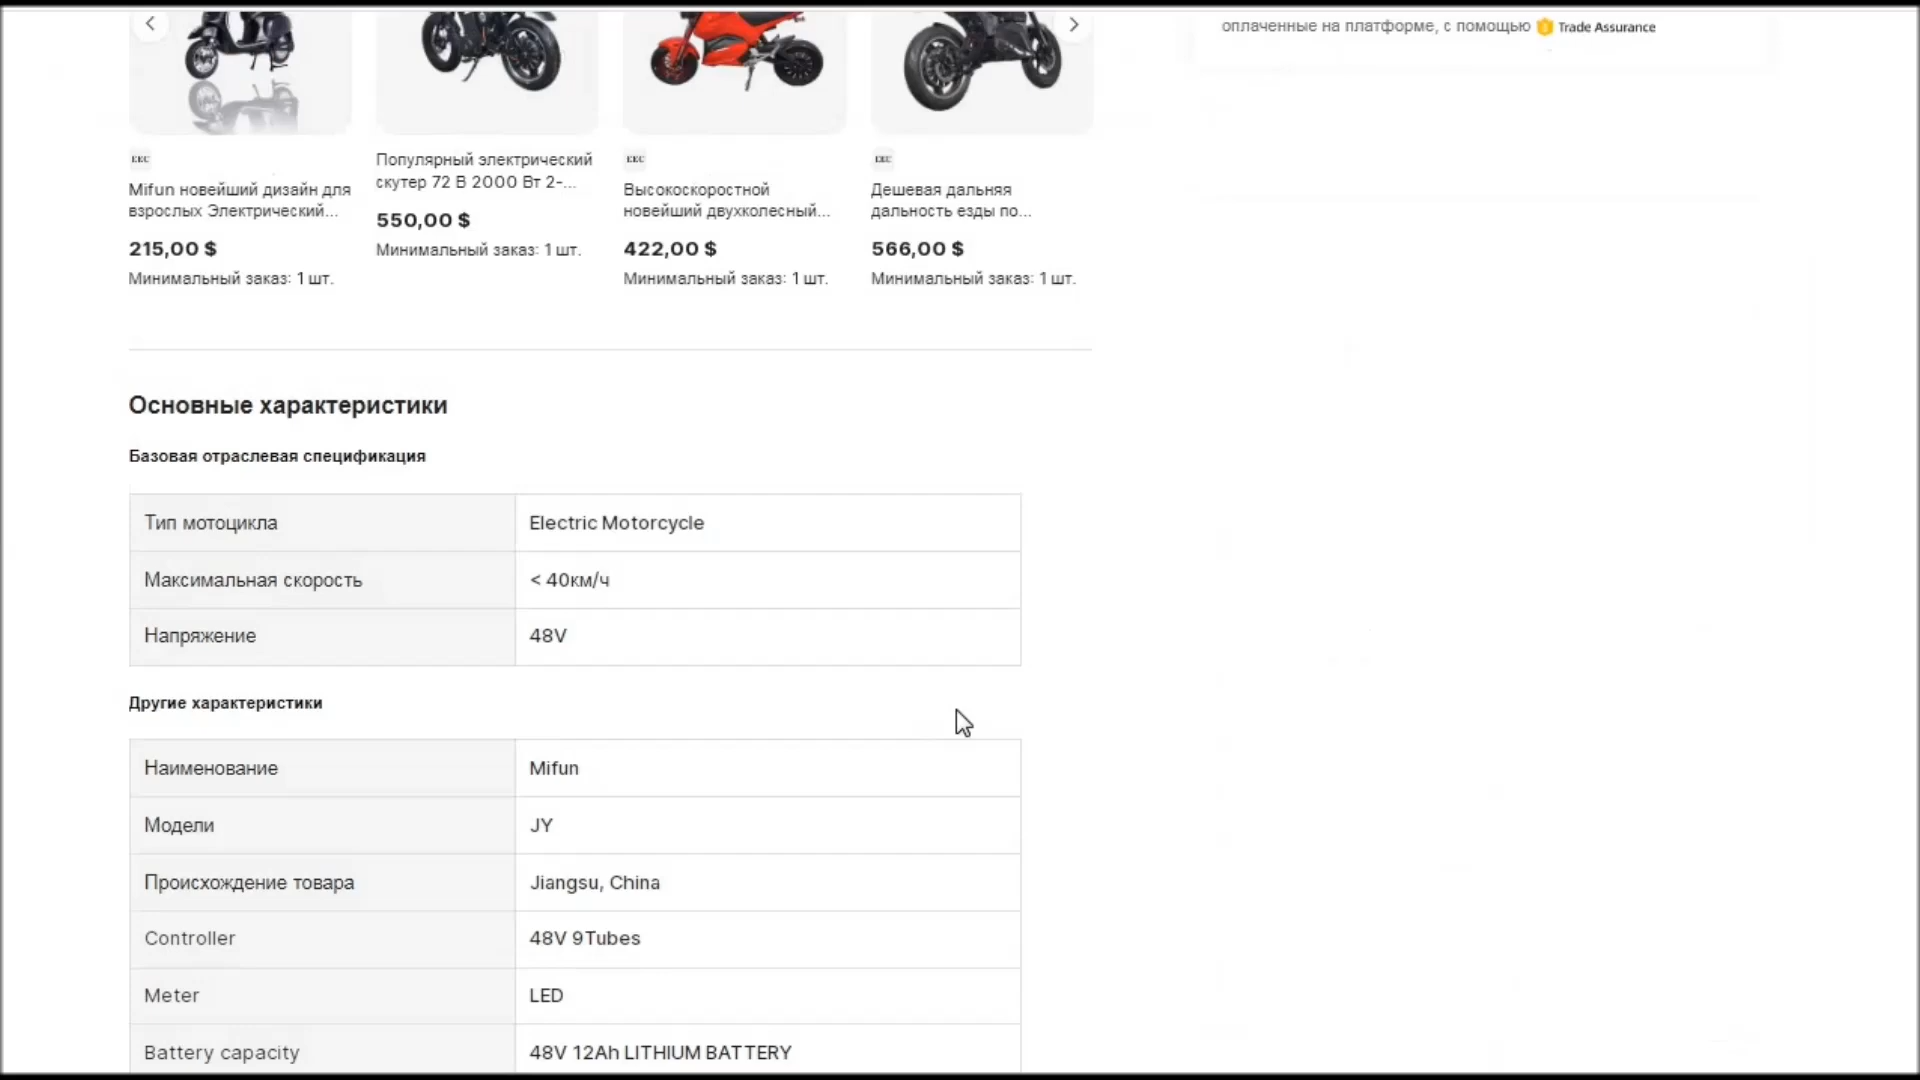 оплаченные на платформе, с помощью Trade Assurance
EEC
Mifun новейший дизайн для
взрослых Электрический...
215,00 $
Минимальный заказ: 1 шт.
Популярный электрический
скутер 72 В 2000 Вт 2-...
550,00 $
Минимальный заказ: 1 шт.
EEC
Высокоскоростной
новейший двухколесный...
422,00 $
Минимальный заказ: 1 шт.
EEC
Дешевая дальняя
дальность езды по...
566,00 $
Минимальный заказ: 1 шт.
Основные характеристики
Базовая отраслевая спецификация
Тип мотоцикла Electric Motorcycle
Максимальная скорость < 40км/ч
Напряжение 48V
Другие характеристики
Наименование Mifun
Модели JY
Происхождение товара Jiangsu, China
Controller 48V 9Tubes
Meter LED
Battery capacity 48V 12Ah LITHIUM BATTERY